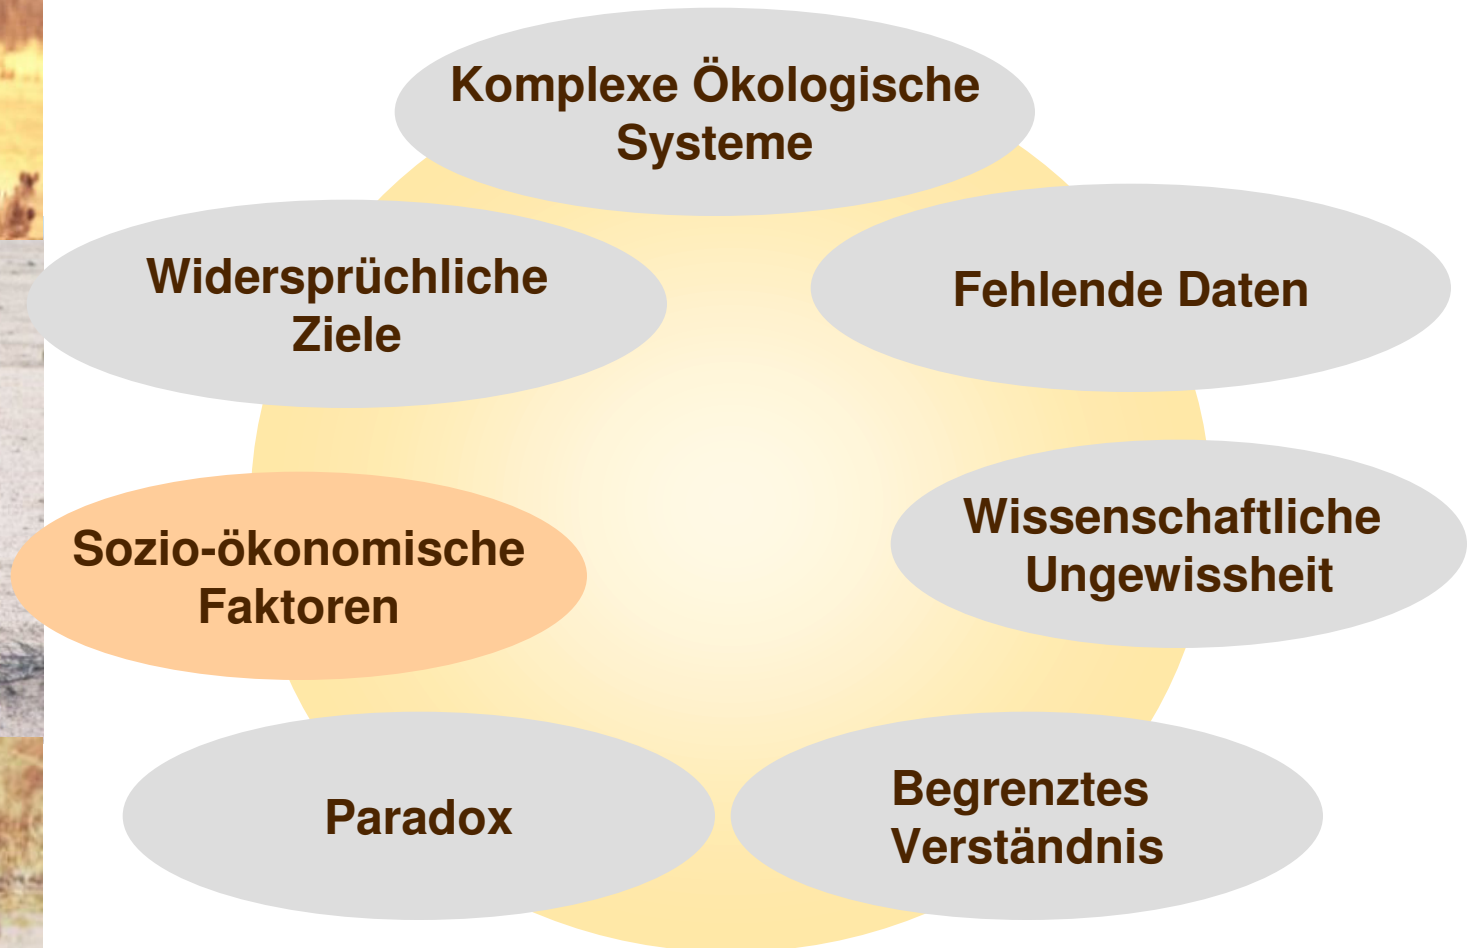 Komplexe Ökologische
Systeme
Widersprüchliche
Ziele
Fehlende Daten
Sozio-ökonomische
Faktoren
Wissenschaftliche
Ungewissheit
Paradox
Begrenztes
Verständnis